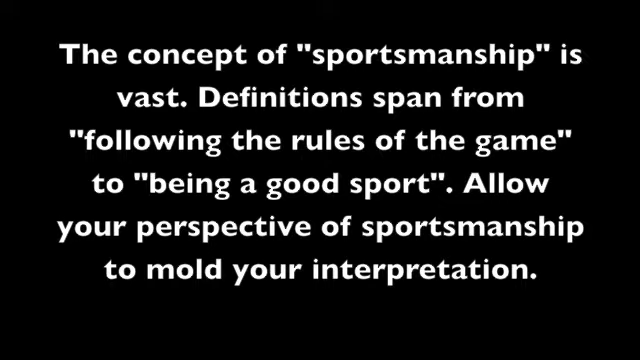 The concept of "sportsmanship" is
vast. Definitions span from
"following the rules of the game"
to "being a good sport". Allow
your perspective of sportsmanship
to mold your interpretation.